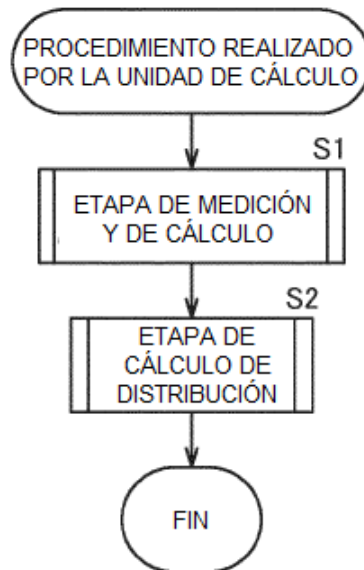 PROCEDIMIENTO REALIZADO
POR LA UNIDAD DE CÁLCULO
S1
ETAPA DE MEDICIÓN
Y DE CÁLCULO
S2
ETAPA DE
CÁLCULO DE
DISTRIBUCIÓN
FIN